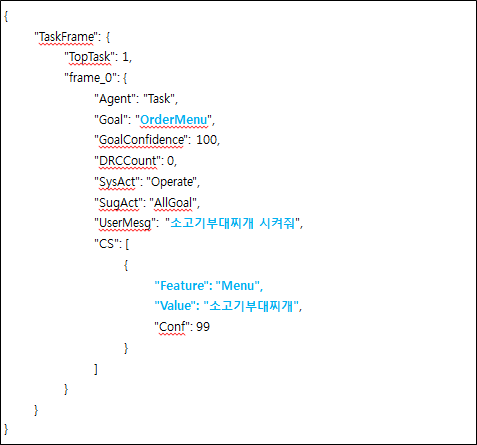 {
"TaskFrame": {
"TopTask": 1,
"frame_0": {
"Agent": "Task",
"Goal": "OrderMenu",
"GoalConfidence": 100,
"DRCCount": 0,
"SysAct": "Operate",
"SugAct": "AllGoal",
"UserMesg": "소고기부대찌개 시켜줘",
"CS": [
{
"Feature": "Menu",
"Value": "소고기부대찌개",
"Conf": 99
}
]
}
}
}